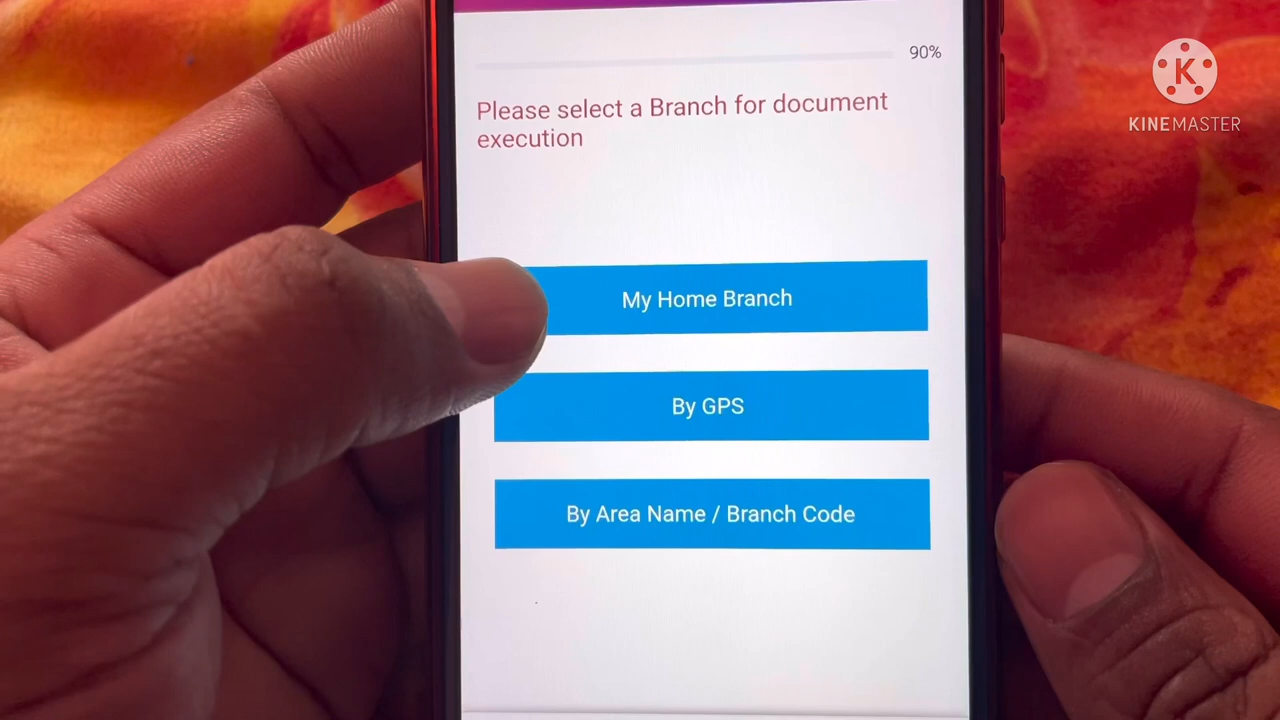 90%
Please select a Branch for document
execution
My Home Branch
By GPS
By Area Name / Branch Code
K
KINEMASTER